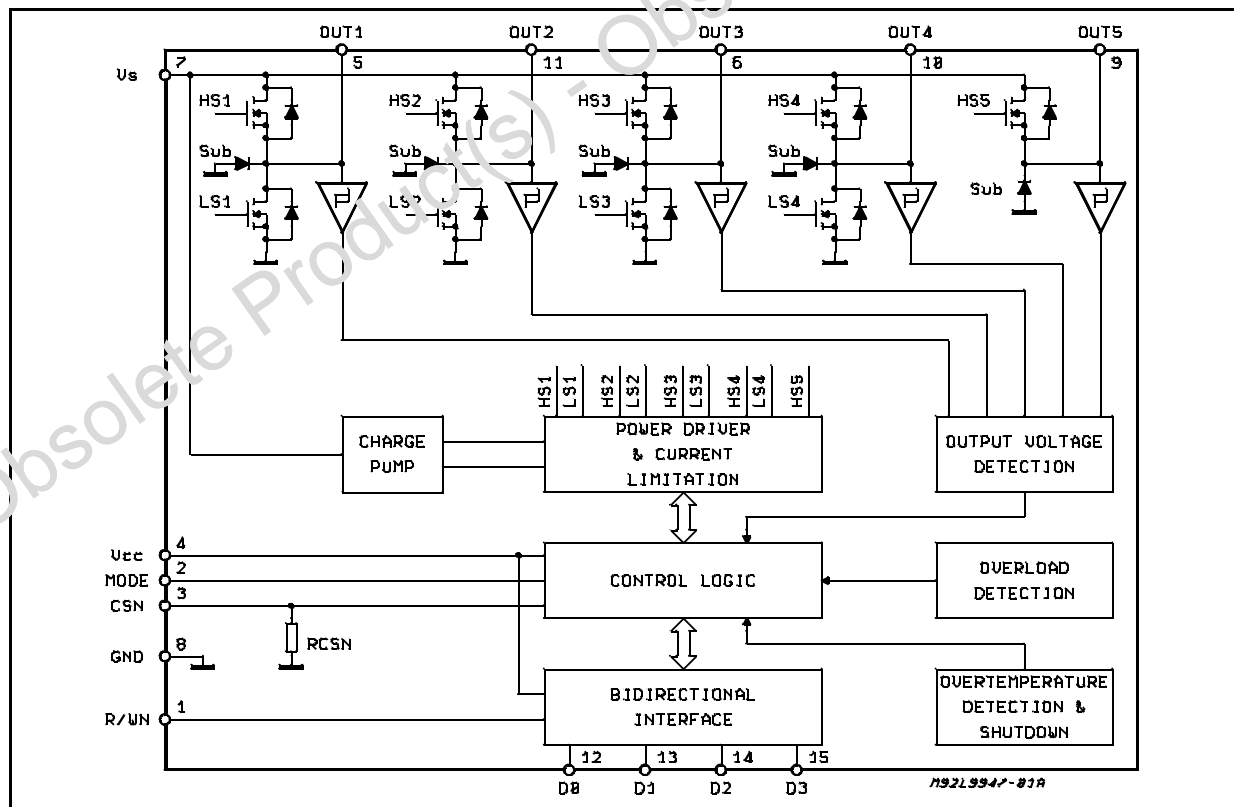 OUT1 OUT2 OUT3 OUT4 OUT5
5 11 6 10 9
Vs 7
HS1 HS2 HS3 HS4 HS5
Sub Sub Sub Sub Sub
LS1 LS2 LS3 LS4
HS1 LS1 HS2 LS2 HS3 LS3 HS4 LS4 HS5
CHARGE
PUMP
POWER DRIVER
& CURRENT
LIMITATION
OUTPUT VOLTAGE
DETECTION
Vcc 4
MODE 2
CSN 3
RCSN
GND 8
R/WN 1
CONTROL LOGIC
OVERLOAD
DETECTION
BIDIRECTIONAL
INTERFACE
OVERTEMPERATURE
DETECTION &
SHUTDOWN
12 13 14 15
D0 D1 D2 D3
M92L9947-01A
Obsolete Product(s) - Obs